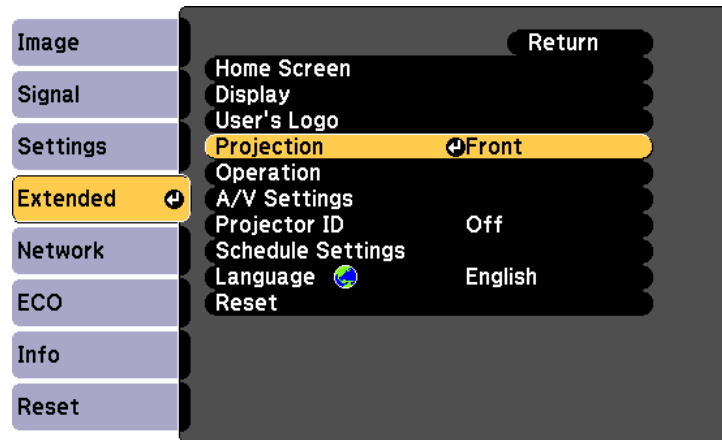 Image
Signal
Settings
Extended
Network
ECO
Info
Reset
Return
Home Screen
Display
User's Logo
Projection Front
Operation
A/V Settings
Projector ID Off
Schedule Settings
Language English
Reset